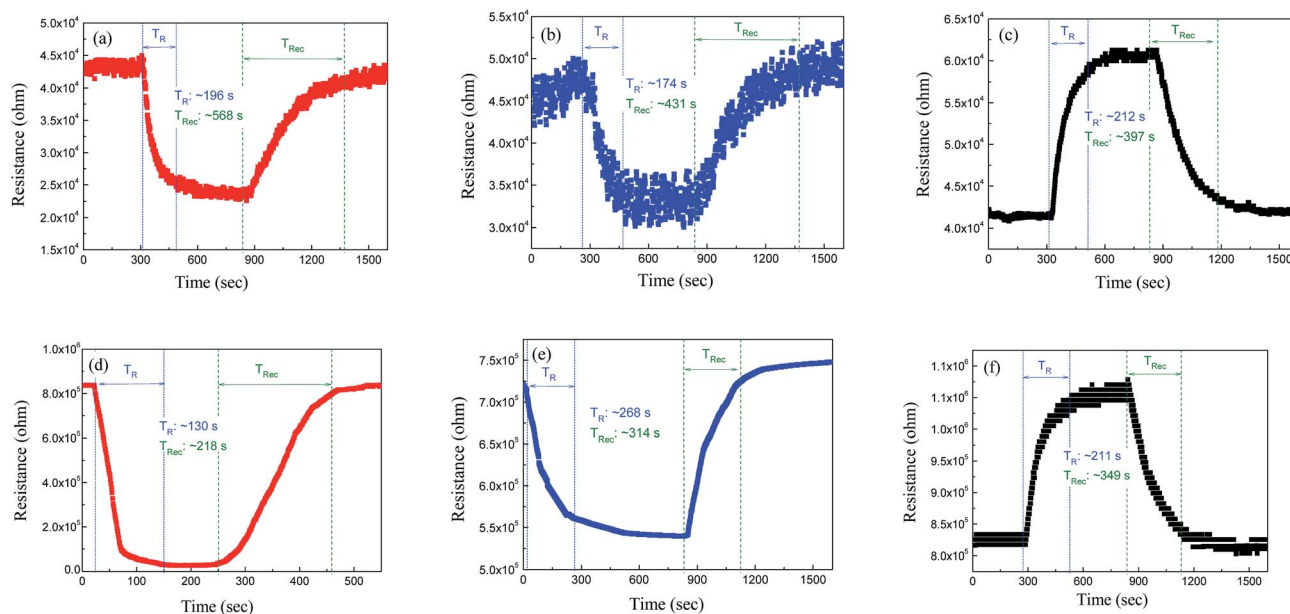 (a)
T_R
T_Rec
T_R: ~196 s
T_Rec: ~568 s
5.0x10⁴
4.5x10⁴
4.0x10⁴
3.5x10⁴
3.0x10⁴
2.5x10⁴
2.0x10⁴
1.5x10⁴
Resistance (ohm)
0 300 600 900 1200 1500
Time (sec)
(b)
T_R
T_Rec
T_R: ~174 s
T_Rec: ~431 s
5.5x10⁴
5.0x10⁴
4.5x10⁴
4.0x10⁴
3.5x10⁴
3.0x10⁴
Resistance (ohm)
0 300 600 900 1200 1500
Time (sec)
(c)
T_R
T_Rec
T_R: ~212 s
T_Rec: ~397 s
6.5x10⁴
6.0x10⁴
5.5x10⁴
5.0x10⁴
4.5x10⁴
4.0x10⁴
Resistance (ohm)
0 300 600 900 1200 1500
Time (sec)
(d)
T_R
T_Rec
T_R: ~130 s
T_Rec: ~218 s
1.0x10⁶
8.0x10⁵
6.0x10⁵
4.0x10⁵
2.0x10⁵
0.0
Resistance (ohm)
0 100 200 300 400 500
Time (sec)
(e)
T_R
T_Rec
T_R: ~268 s
T_Rec: ~314 s
7.5x10⁵
7.0x10⁵
6.5x10⁵
6.0x10⁵
5.5x10⁵
5.0x10⁵
Resistance (ohm)
0 300 600 900 1200 1500
Time (sec)
(f)
T_R
T_Rec
T_R: ~211 s
T_Rec: ~349 s
1.1x10⁶
1.1x10⁶
1.0x10⁶
9.5x10⁵
9.0x10⁵
8.5x10⁵
8.0x10⁵
Resistance (ohm)
0 300 600 900 1200 1500
Time (sec)